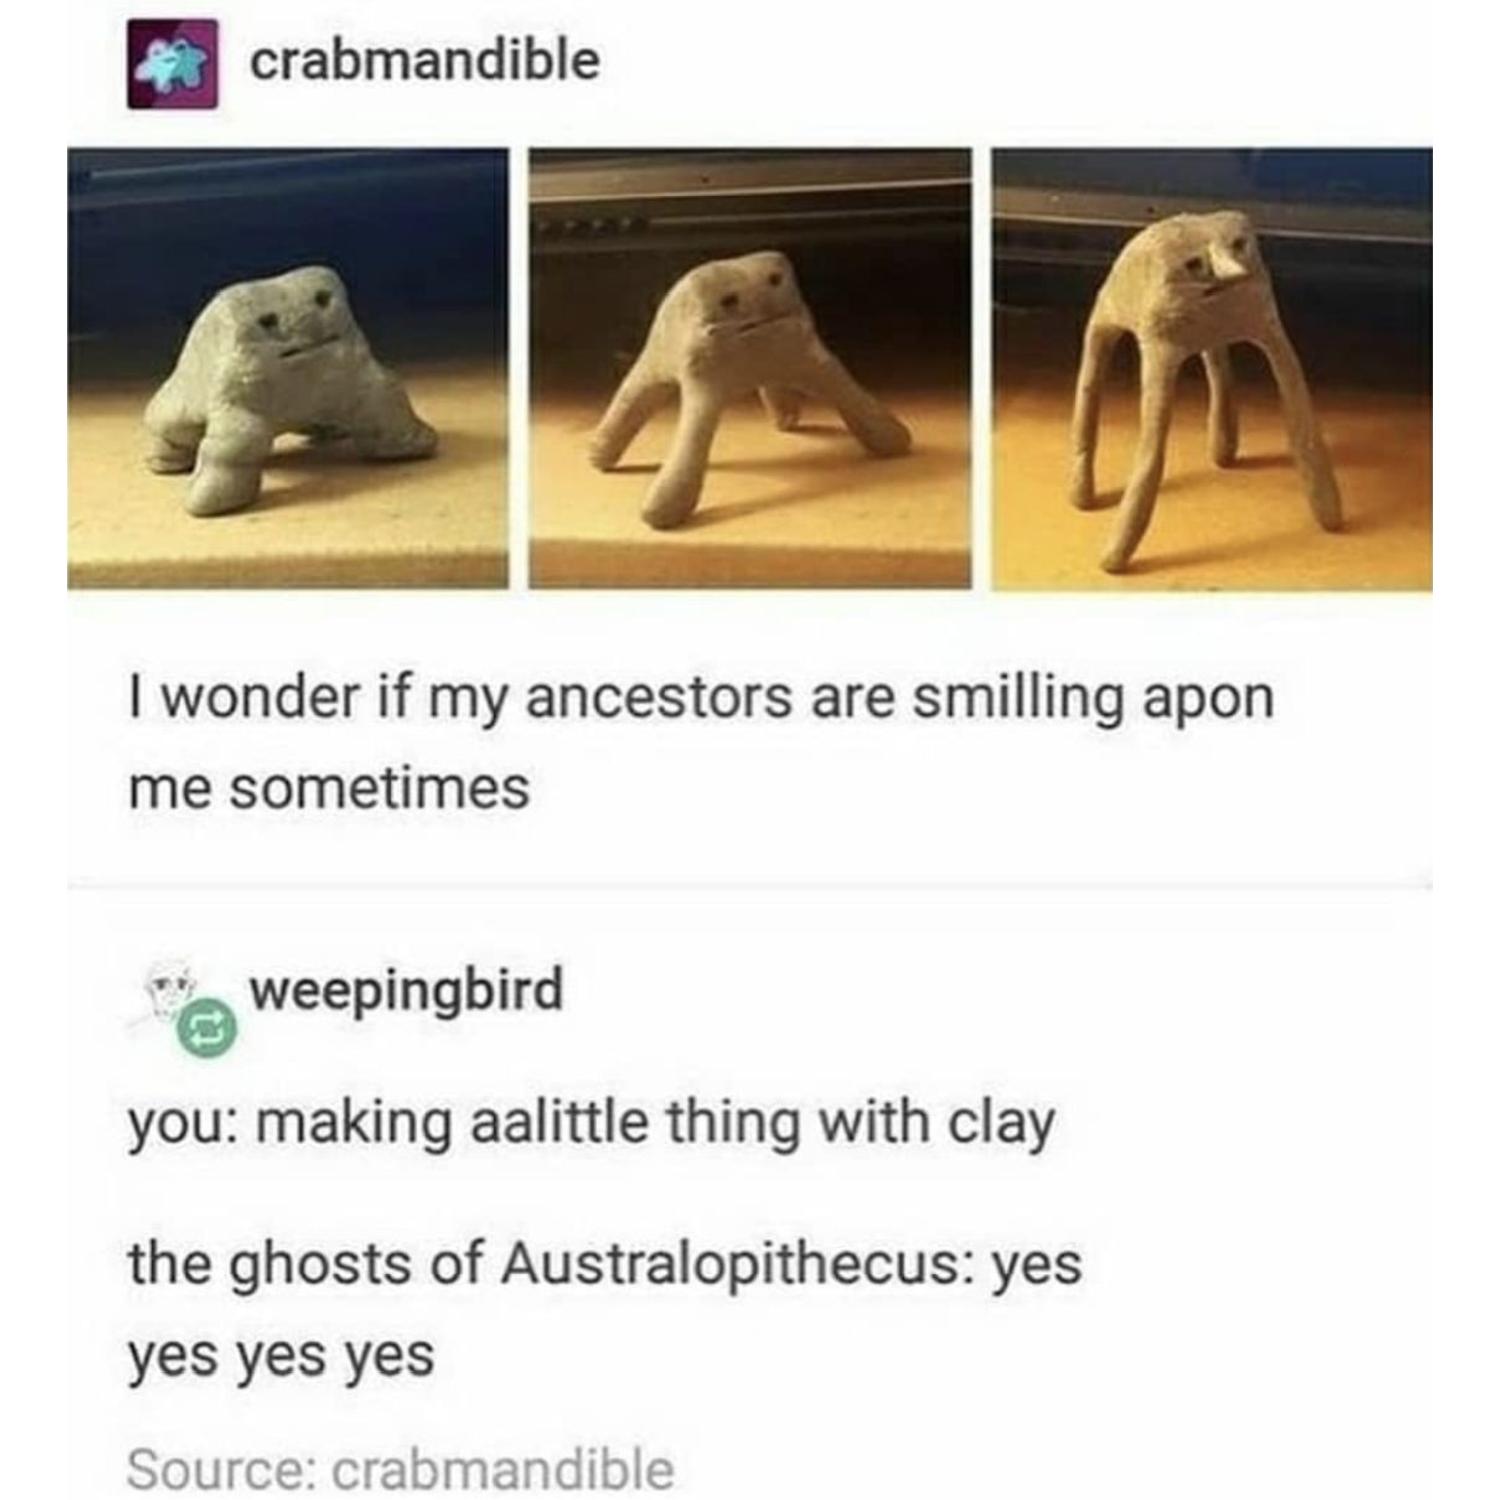 crabmandible
I wonder if my ancestors are smilling apon
me sometimes
weepingbird
you: making aalittle thing with clay
the ghosts of Australopithecus: yes
yes yes yes
Source: crabmandible